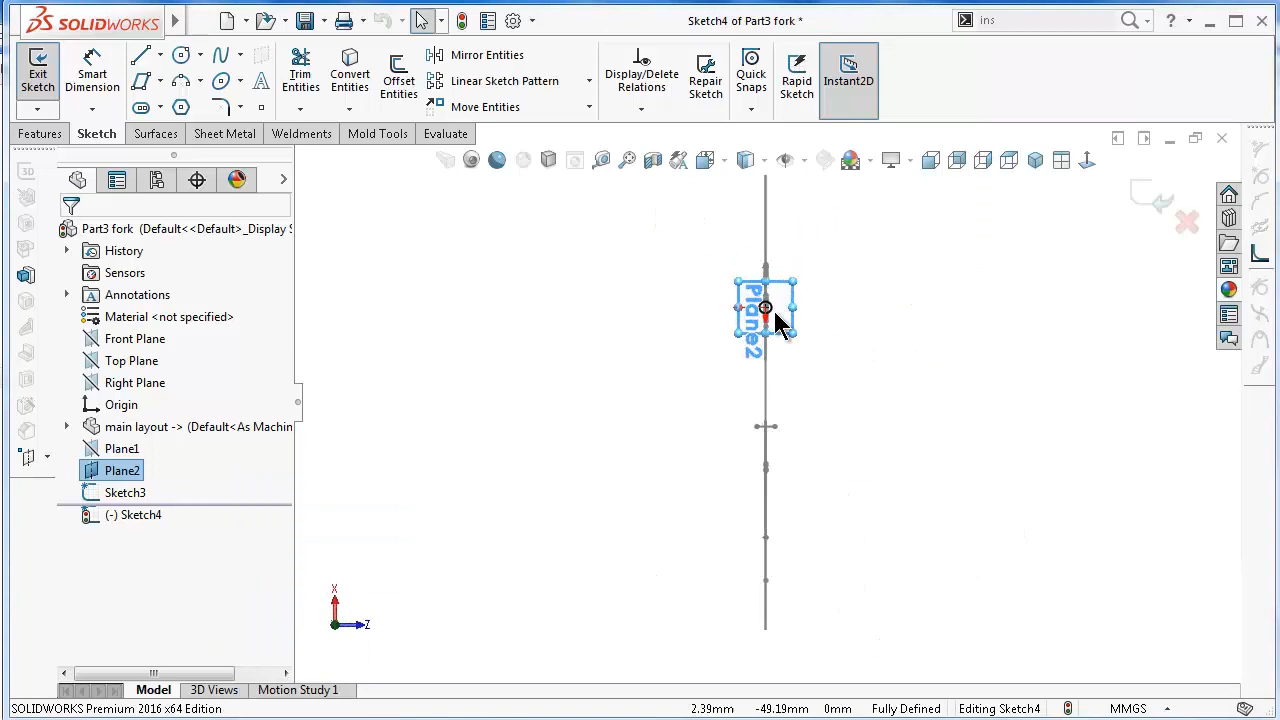 SOLIDWORKS
Sketch4 of Part3 fork *
ins
Exit Sketch
Smart Dimension
Trim Entities
Convert Entities
Offset Entities
Mirror Entities
Linear Sketch Pattern
Move Entities
Display/Delete Relations
Repair Sketch
Quick Snaps
Rapid Sketch
Instant2D
Features
Sketch
Surfaces
Sheet Metal
Weldments
Mold Tools
Evaluate
3D
Part3 fork (Default<<Default>_Display S
History
Sensors
Annotations
Material <not specified>
Front Plane
Top Plane
Right Plane
Origin
main layout -> (Default<As Machin
Plane1
Plane2
Sketch3
(-) Sketch4
Plane2
X
Z
Model
3D Views
Motion Study 1
SOLIDWORKS Premium 2016 x64 Edition
2.39mm
-49.19mm
0mm
Fully Defined
Editing Sketch4
MMGS